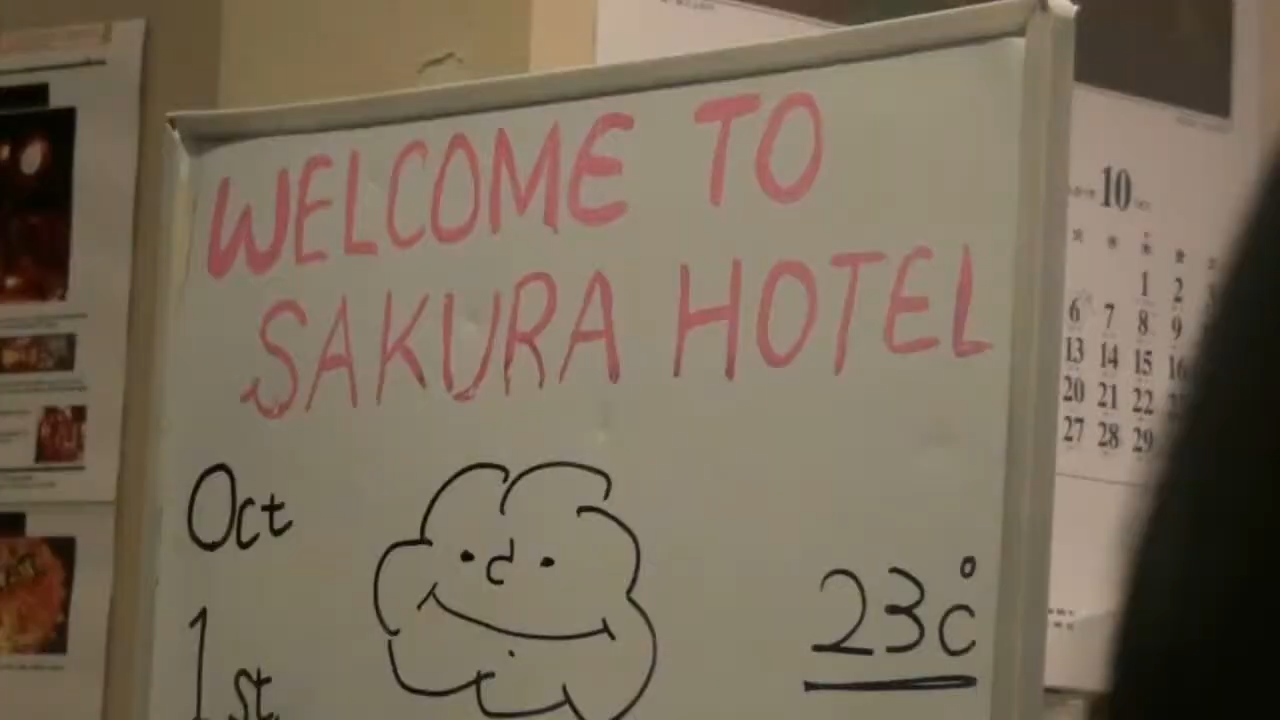 WELCOME TO
SAKURA HOTEL
Oct
1st
23°C
10
1 2
6 7 8 9
13 14 15 16
20 21 22
27 28 29